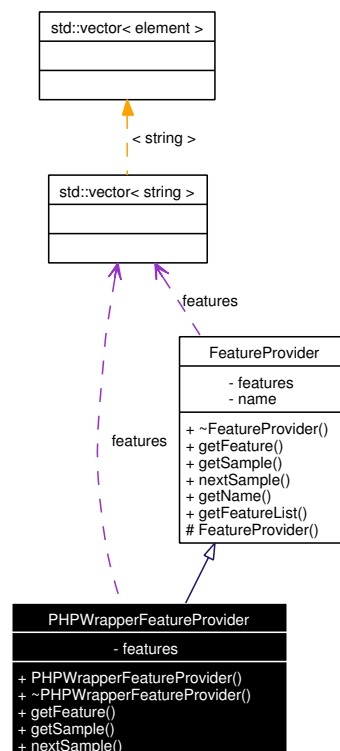 std::vector< element >
< string >
std::vector< string >
features
FeatureProvider
- features
- name
+ ~FeatureProvider()
+ getFeature()
+ getSample()
+ nextSample()
+ getName()
+ getFeatureList()
# FeatureProvider()
features
PHPWrapperFeatureProvider
- features
+ PHPWrapperFeatureProvider()
+ ~PHPWrapperFeatureProvider()
+ getFeature()
+ getSample()
+ nextSample()